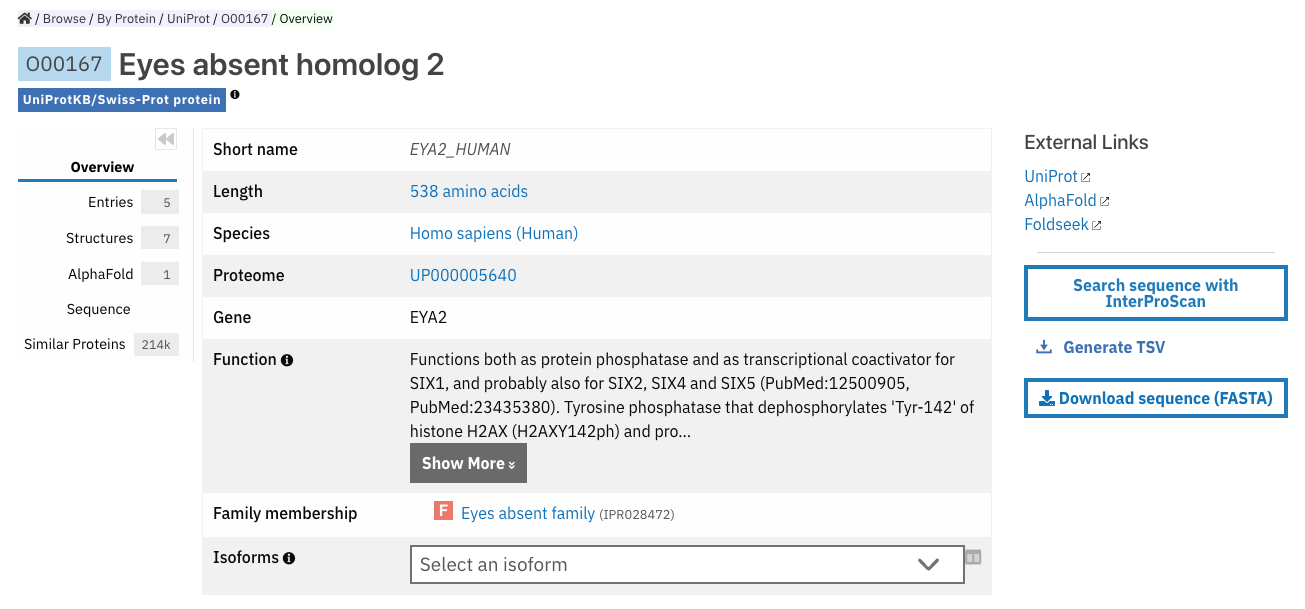 / Browse / By Protein / UniProt / O00167 / Overview
O00167 Eyes absent homolog 2
UniProtKB/Swiss-Prot protein
Overview
Entries 5
Structures 7
AlphaFold 1
Sequence
Similar Proteins 214k
Short name EYA2_HUMAN
Length 538 amino acids
Species Homo sapiens (Human)
Proteome UP000005640
Gene EYA2
Function Functions both as protein phosphatase and as transcriptional coactivator for
SIX1, and probably also for SIX2, SIX4 and SIX5 (PubMed:12500905,
PubMed:23435380). Tyrosine phosphatase that dephosphorylates 'Tyr-142' of
histone H2AX (H2AXY142ph) and pro...
Show More
Family membership F Eyes absent family (IPR028472)
Isoforms Select an isoform
External Links
UniProt
AlphaFold
Foldseek
Search sequence with
InterProScan
Generate TSV
Download sequence (FASTA)